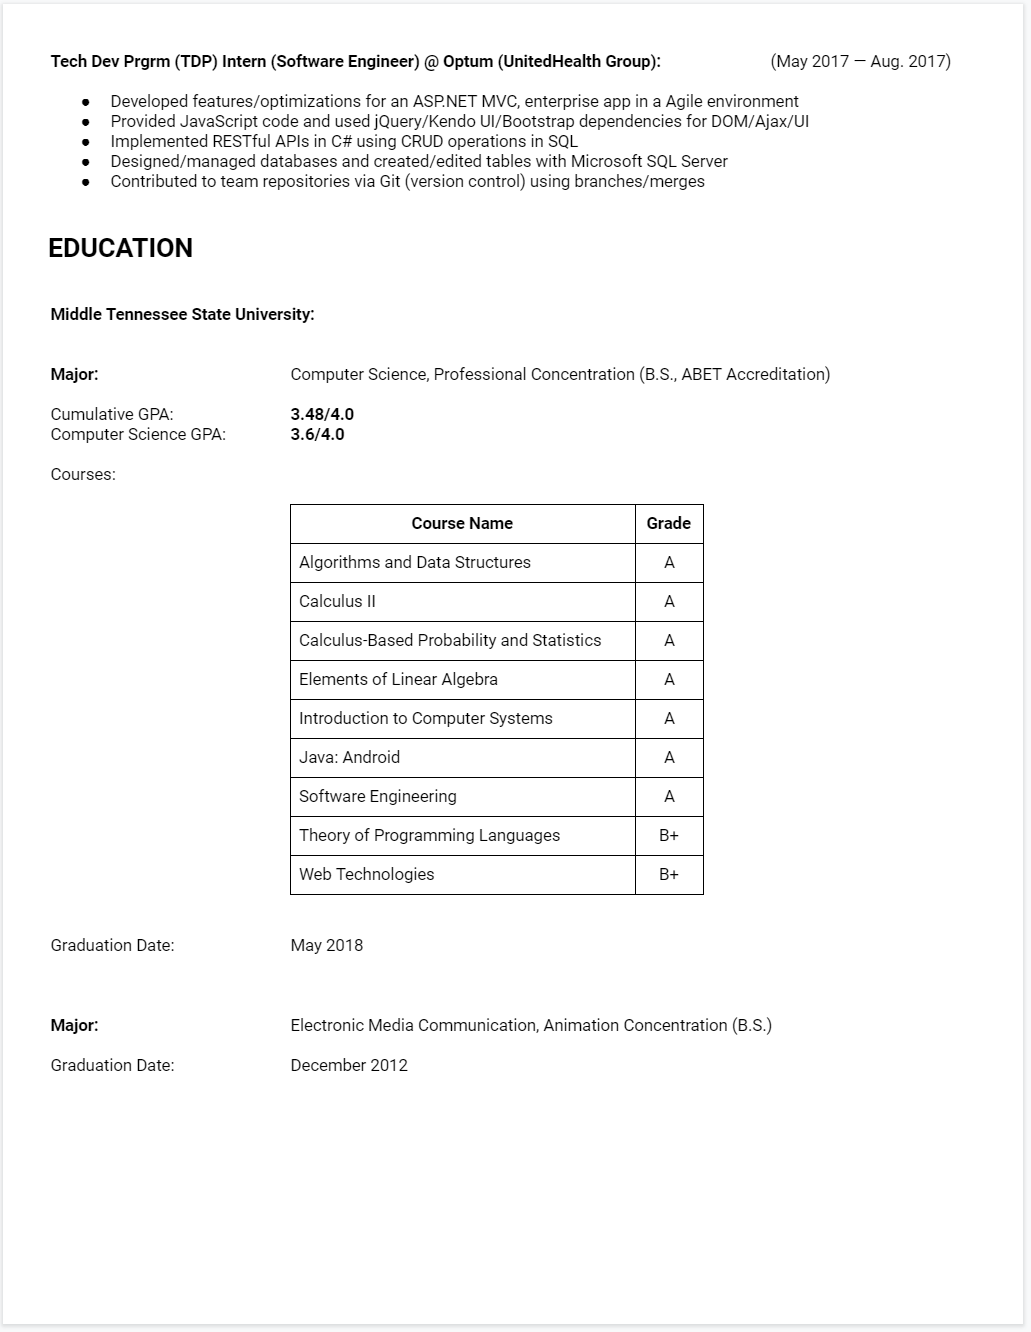 Tech Dev Prgrm (TDP) Intern (Software Engineer) @ Optum (UnitedHealth Group): (May 2017 — Aug. 2017)
● Developed features/optimizations for an ASP.NET MVC, enterprise app in a Agile environment
● Provided JavaScript code and used jQuery/Kendo UI/Bootstrap dependencies for DOM/Ajax/UI
● Implemented RESTful APIs in C# using CRUD operations in SQL
● Designed/managed databases and created/edited tables with Microsoft SQL Server
● Contributed to team repositories via Git (version control) using branches/merges
EDUCATION
Middle Tennessee State University:
Major: Computer Science, Professional Concentration (B.S., ABET Accreditation)
Cumulative GPA: 3.48/4.0
Computer Science GPA: 3.6/4.0
Courses:
Course Name Grade
Algorithms and Data Structures A
Calculus II A
Calculus-Based Probability and Statistics A
Elements of Linear Algebra A
Introduction to Computer Systems A
Java: Android A
Software Engineering A
Theory of Programming Languages B+
Web Technologies B+
Graduation Date: May 2018
Major: Electronic Media Communication, Animation Concentration (B.S.)
Graduation Date: December 2012